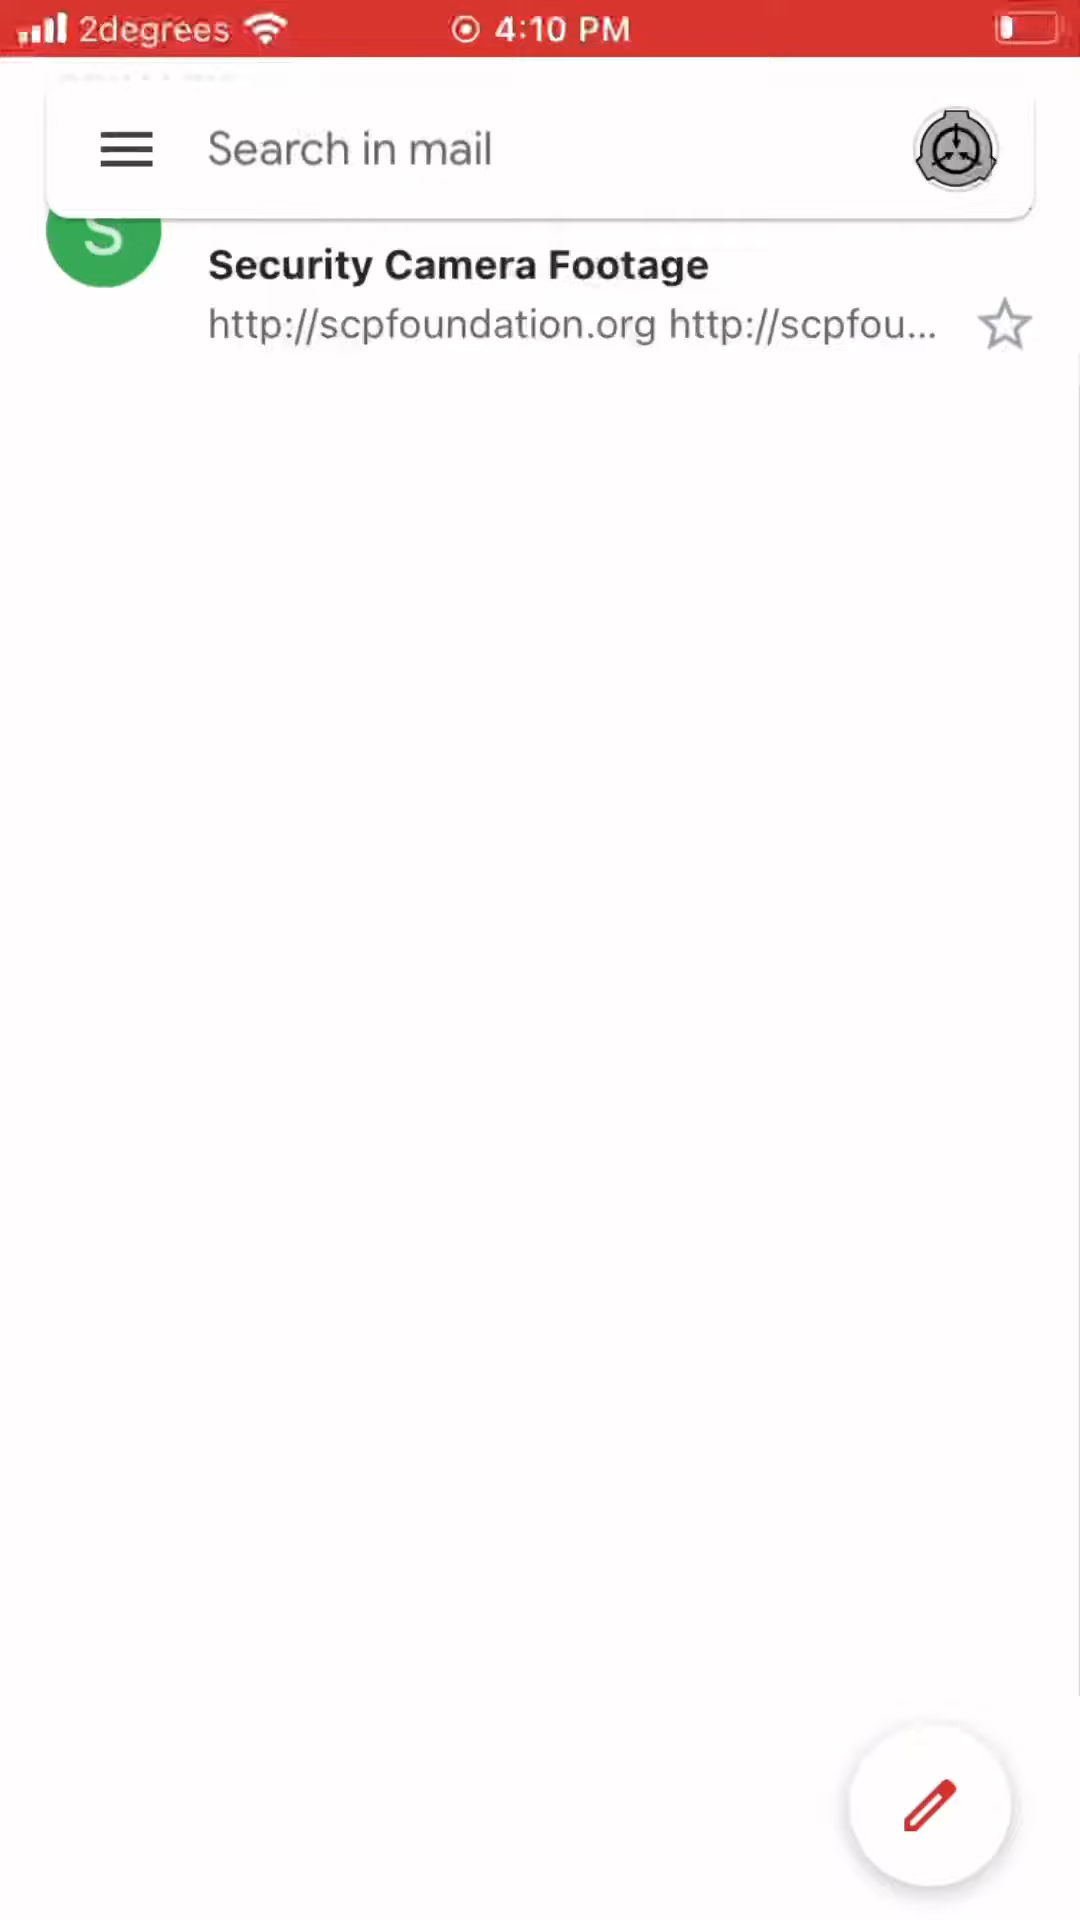 2degrees 4:10 PM
Search in mail
S
Security Camera Footage
http://scpfoundation.org http://scpfou...